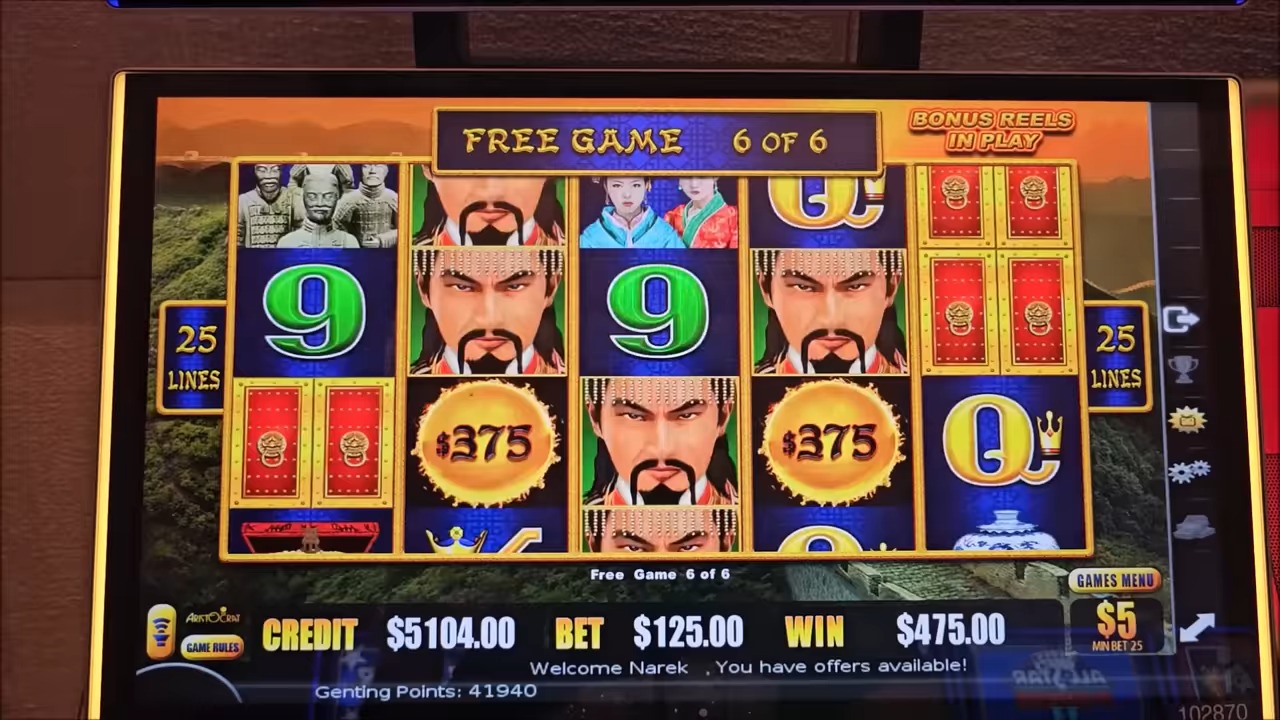 FREE GAME 6 OF 6
BONUS REELS
IN PLAY
Q
9
9
25
LINES
25
LINES
$375
$375
Q
Free Game 6 of 6
GAMES MENU
ARISTOCRAT
GAME RULES
CREDIT $5104.00 BET $125.00 WIN $475.00
$5
MIN BET 25
Welcome Narek , You have offers available!
Genting Points: 41940
102870